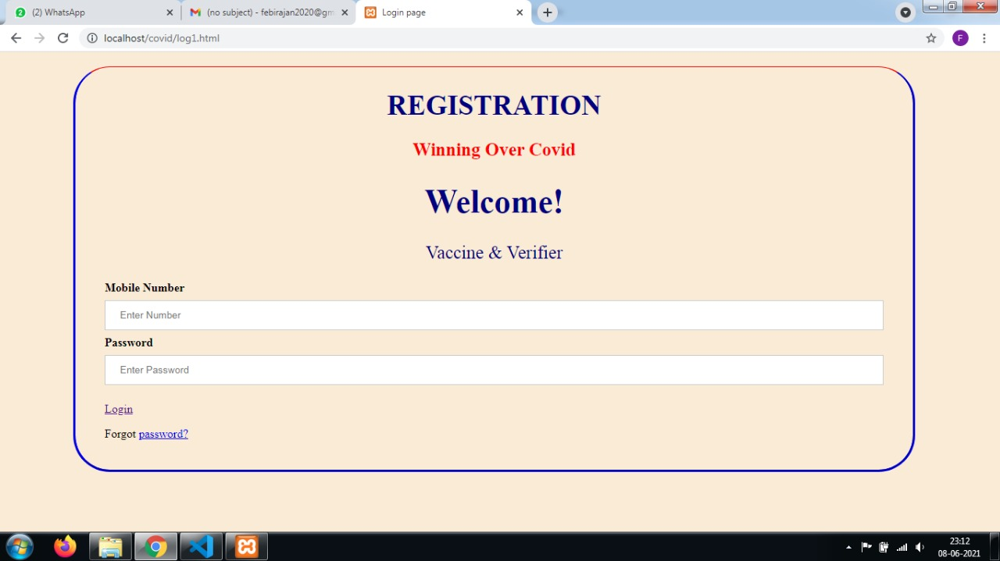 (2) WhatsApp
(no subject) - febirajan2020@gm
Login page
localhost/covid/log1.html
F
REGISTRATION
Winning Over Covid
Welcome!
Vaccine & Verifier
Mobile Number
Enter Number
Password
Enter Password
Login
Forgot password?
23:12
08-06-2021